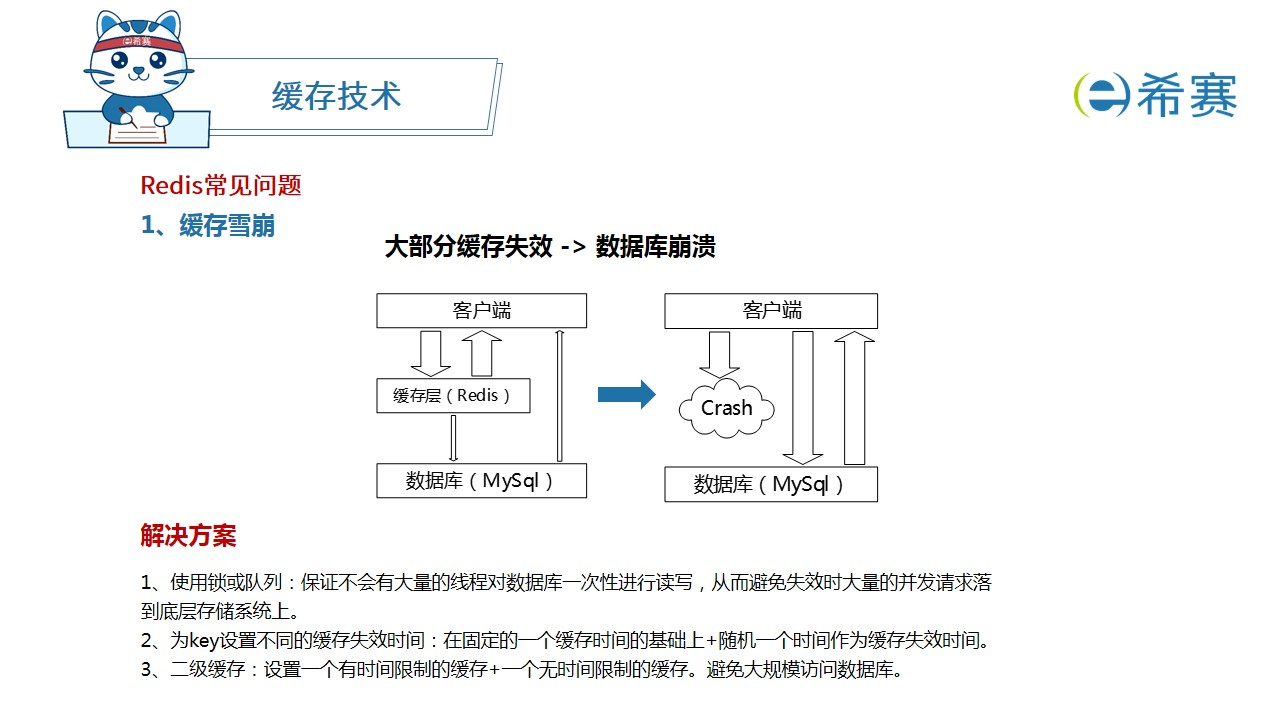 希赛
缓存技术
希赛
Redis常见问题
1、缓存雪崩
大部分缓存失效 -> 数据库崩溃
客户端
缓存层（Redis）
数据库（MySql）
客户端
Crash
数据库（MySql）
解决方案
1、使用锁或队列：保证不会有大量的线程对数据库一次性进行读写，从而避免失效时大量的并发请求落
到底层存储系统上。
2、为key设置不同的缓存失效时间：在固定的一个缓存时间的基础上+随机一个时间作为缓存失效时间。
3、二级缓存：设置一个有时间限制的缓存+一个无时间限制的缓存。避免大规模访问数据库。